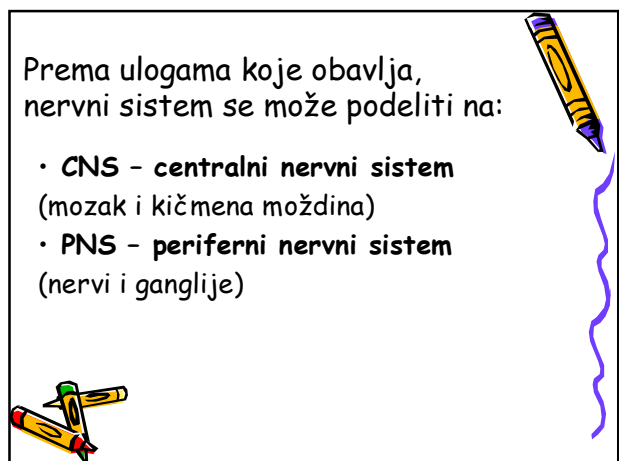 Prema ulogama koje obavlja,
nervni sistem se može podeliti na:
• CNS – centralni nervni sistem
(mozak i kičmena moždina)
• PNS – periferni nervni sistem
(nervi i ganglije)